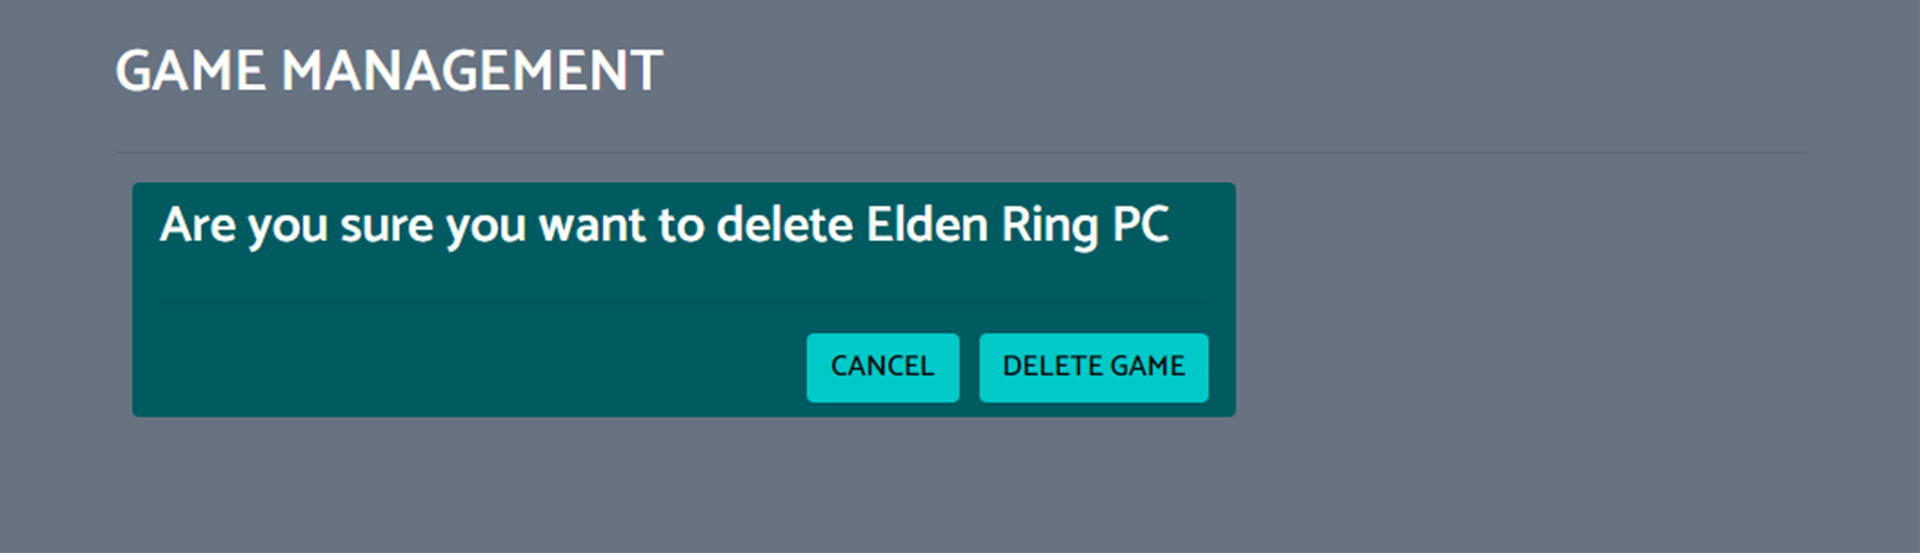 GAME MANAGEMENT
Are you sure you want to delete Elden Ring PC
CANCEL DELETE GAME